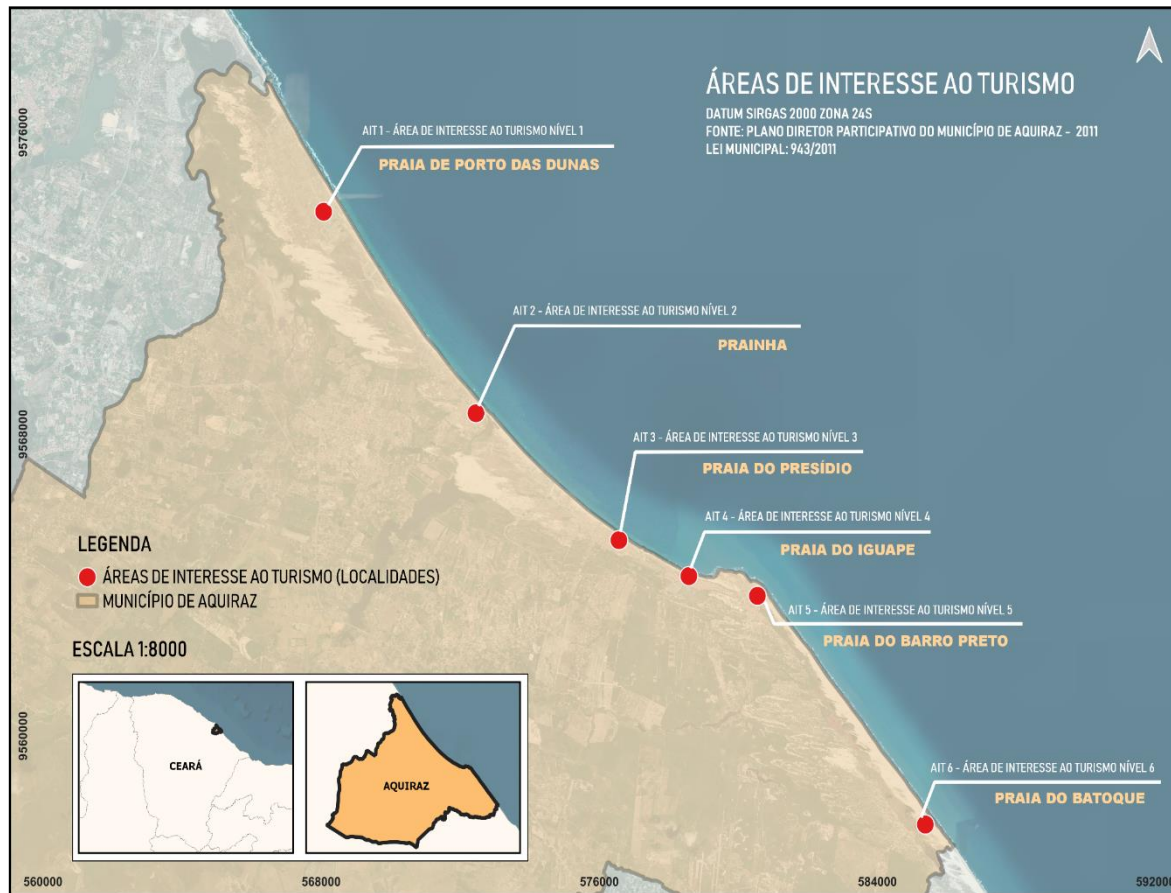 ÁREAS DE INTERESSE AO TURISMO
DATUM SIRGAS 2000 ZONA 24S
FONTE: PLANO DIRETOR PARTICIPATIVO DO MUNICÍPIO DE AQUIRAZ - 2011
LEI MUNICIPAL: 943/2011
AIT 1 - ÁREA DE INTERESSE AO TURISMO NÍVEL 1
PRAIA DE PORTO DAS DUNAS
AIT 2 - ÁREA DE INTERESSE AO TURISMO NÍVEL 2
PRAINHA
AIT 3 - ÁREA DE INTERESSE AO TURISMO NÍVEL 3
PRAIA DO PRESÍDIO
AIT 4 - ÁREA DE INTERESSE AO TURISMO NÍVEL 4
PRAIA DO IGUAPE
AIT 5 - ÁREA DE INTERESSE AO TURISMO NÍVEL 5
PRAIA DO BARRO PRETO
AIT 6 - ÁREA DE INTERESSE AO TURISMO NÍVEL 6
PRAIA DO BATOQUE
LEGENDA
ÁREAS DE INTERESSE AO TURISMO (LOCALIDADES)
MUNICÍPIO DE AQUIRAZ
ESCALA 1:8000
CEARÁ
AQUIRAZ
9576000
9568000
9560000
560000
568000
576000
584000
592000